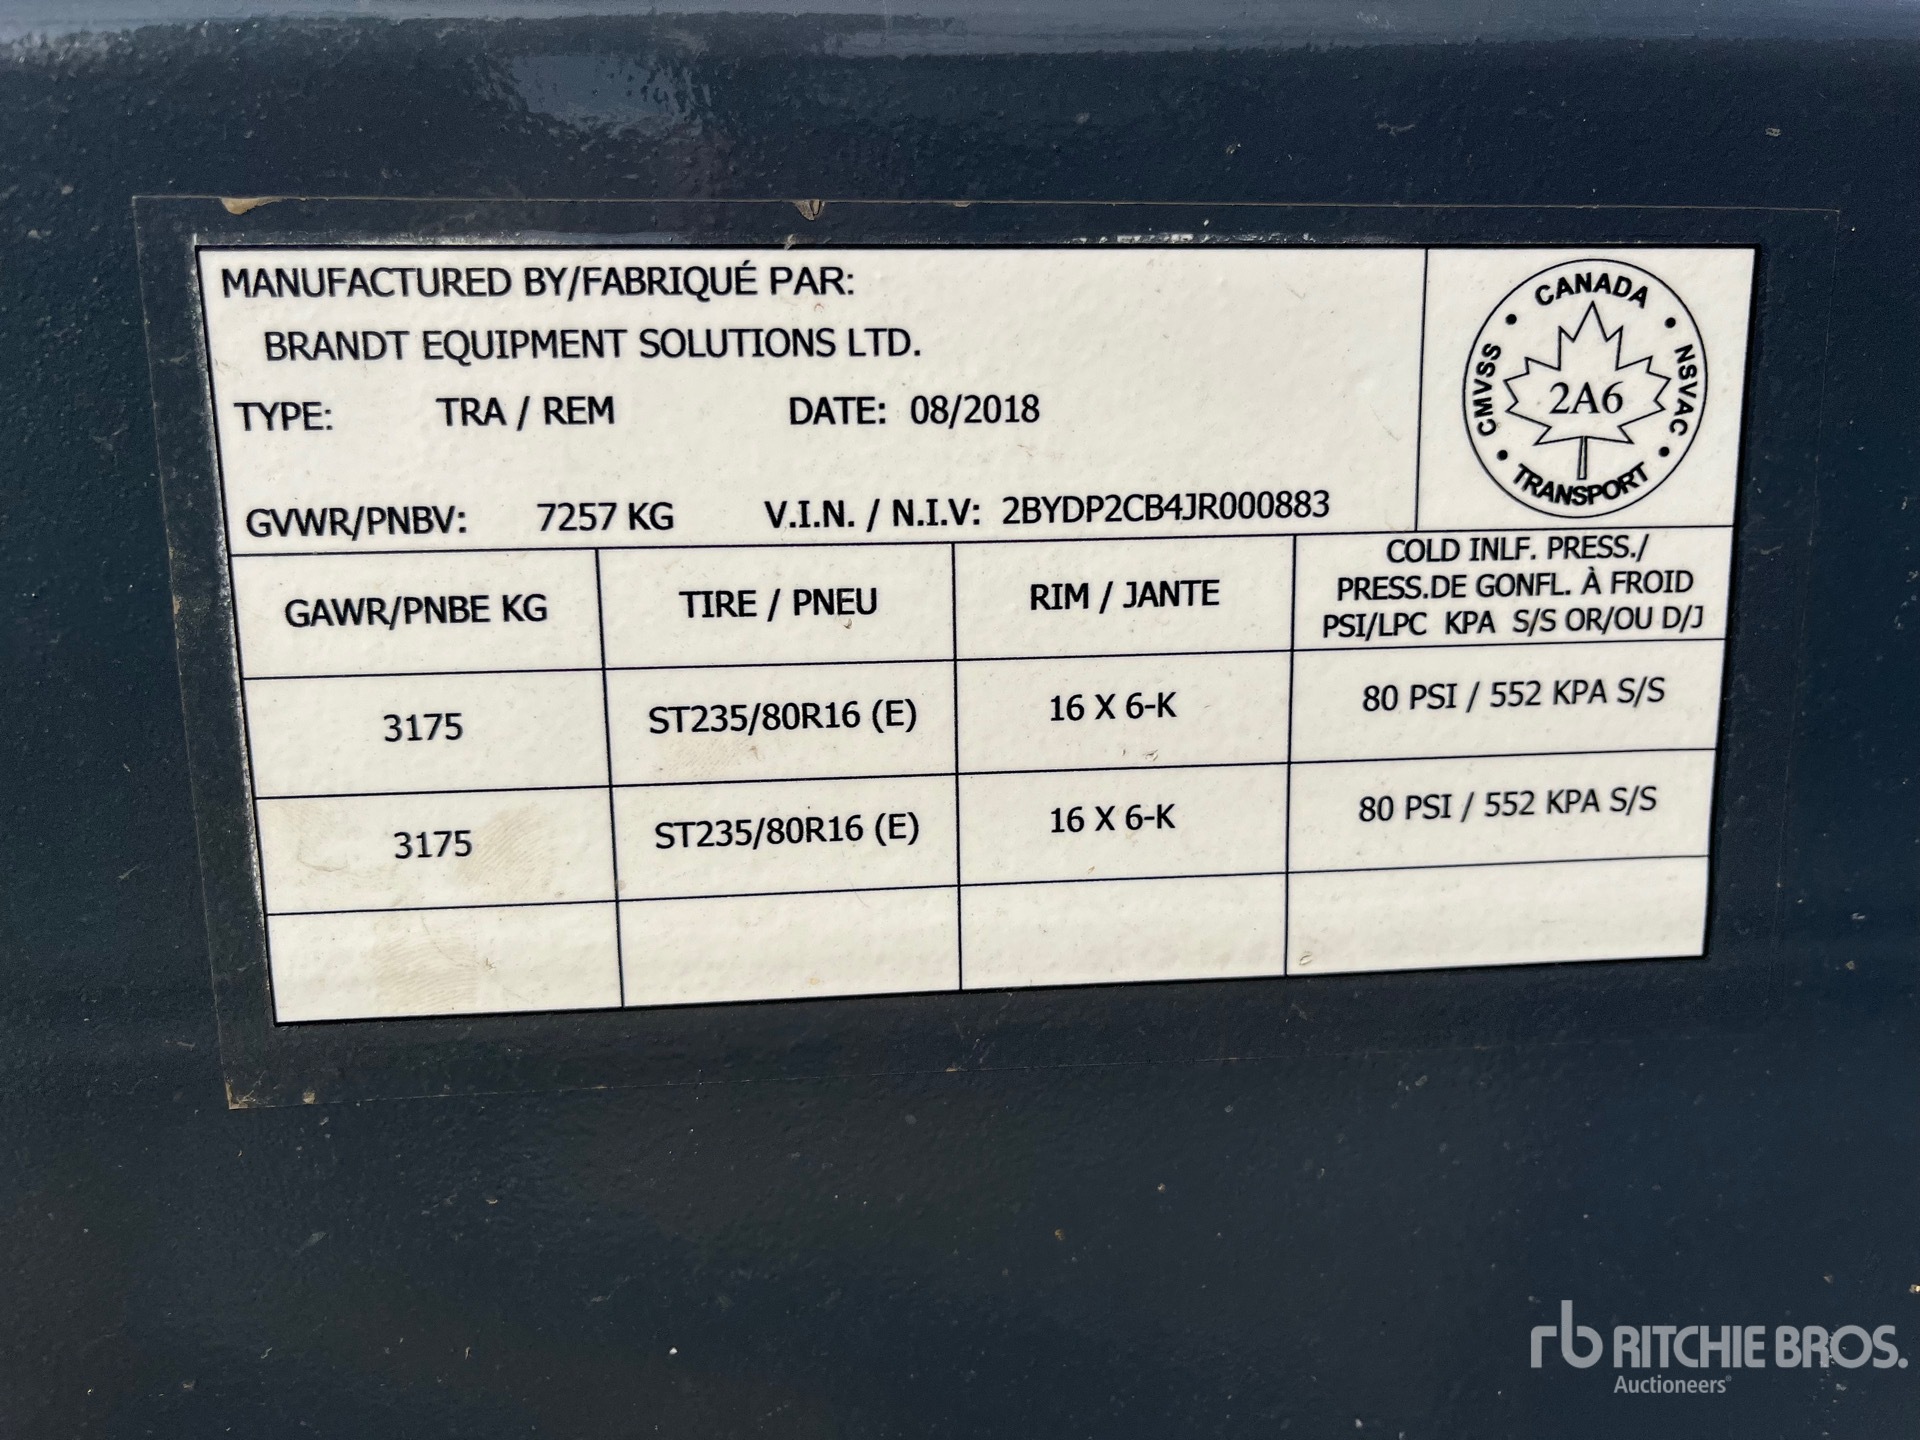 MANUFACTURED BY/FABRIQUÉ PAR:
BRANDT EQUIPMENT SOLUTIONS LTD.
TYPE: TRA / REM DATE: 08/2018
GVWR/PNBV: 7257 KG V.I.N. / N.I.V: 2BYDP2CB4JR000883
CANADA
CMVSS
2A6
NSVAC
TRANSPORT
GAWR/PNBE KG
TIRE / PNEU
RIM / JANTE
COLD INLF. PRESS./
PRESS.DE GONFL. À FROID
PSI/LPC KPA S/S OR/OU D/J
3175 ST235/80R16 (E) 16 X 6-K 80 PSI / 552 KPA S/S
3175 ST235/80R16 (E) 16 X 6-K 80 PSI / 552 KPA S/S
rb RITCHIE BROS.
Auctioneers